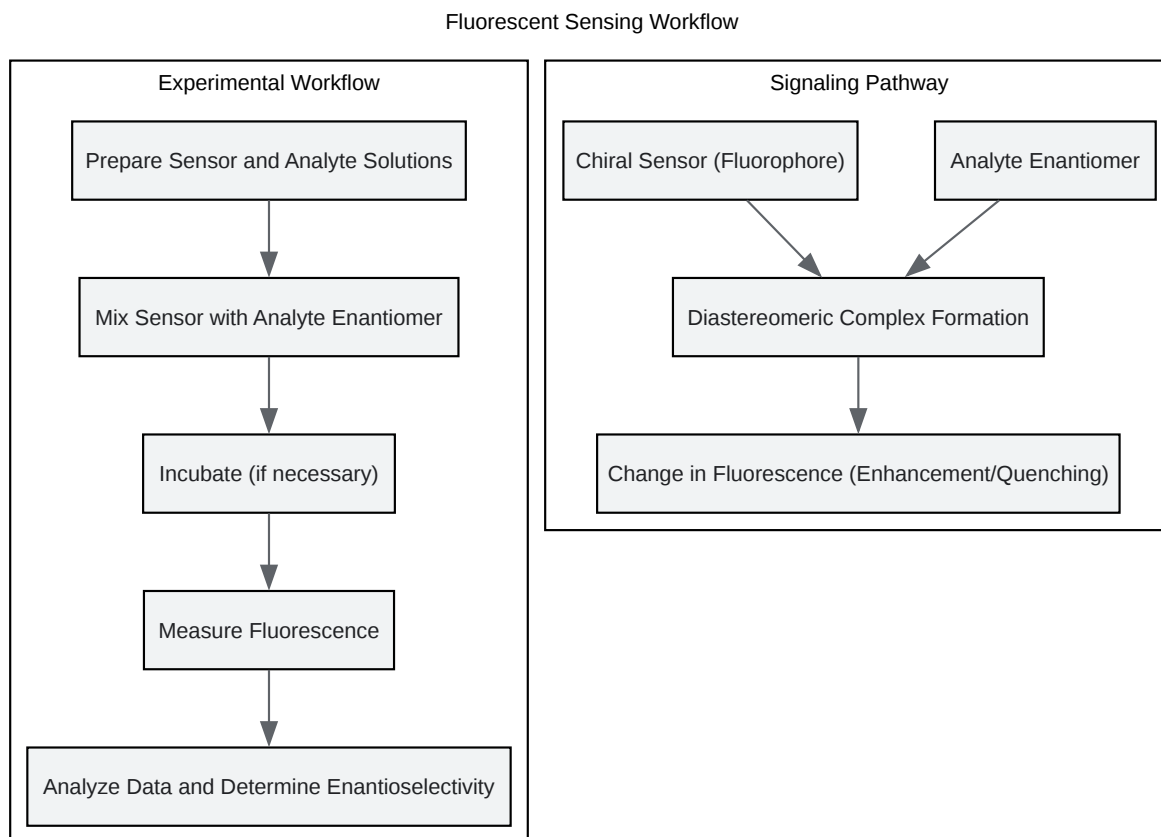 Fluorescent Sensing Workflow
Experimental Workflow
Prepare Sensor and Analyte Solutions
Mix Sensor with Analyte Enantiomer
Incubate (if necessary)
Measure Fluorescence
Analyze Data and Determine Enantioselectivity
Signaling Pathway
Chiral Sensor (Fluorophore)
Analyte Enantiomer
Diastereomeric Complex Formation
Change in Fluorescence (Enhancement/Quenching)